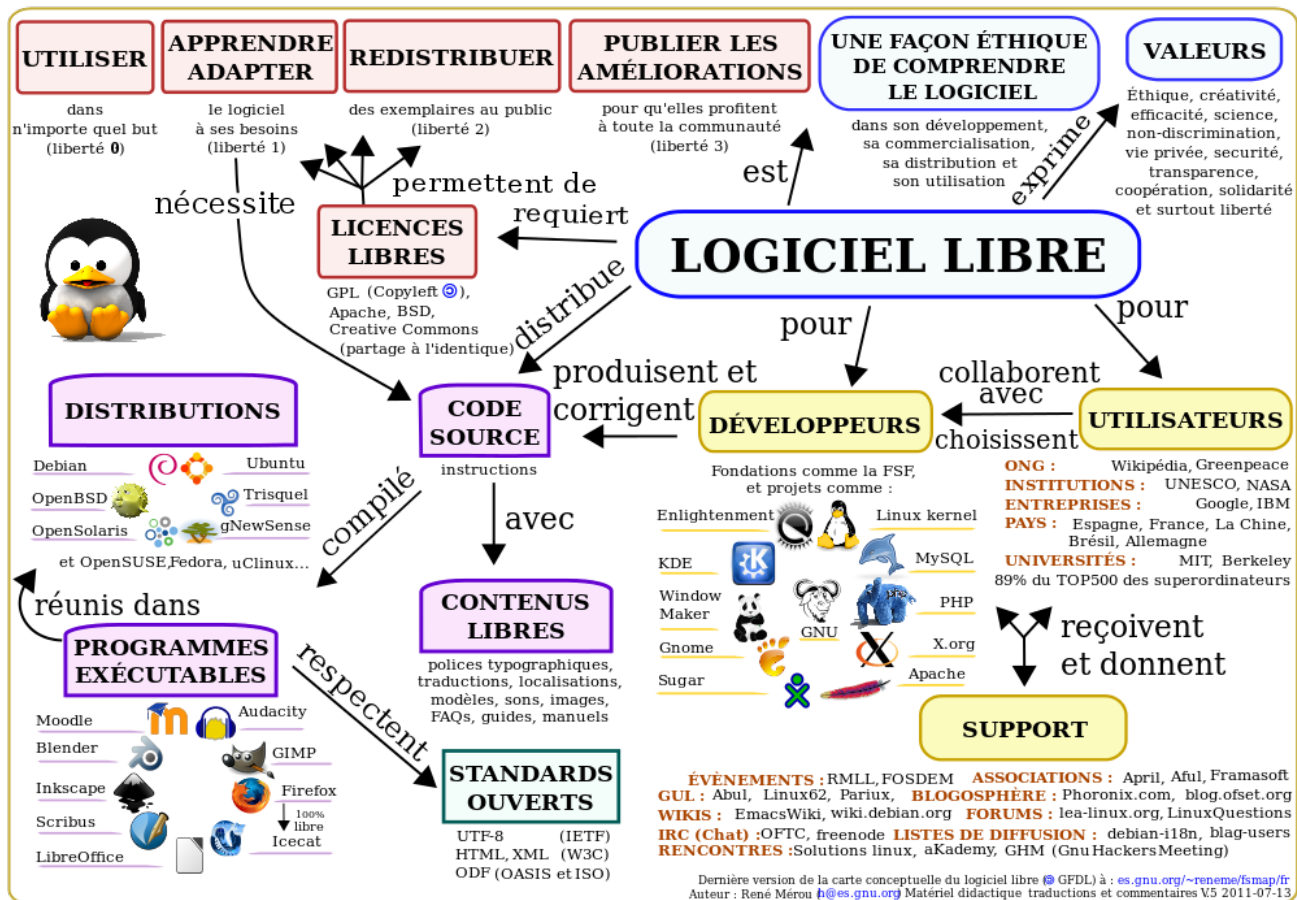 UTILISER
dans
n'importe quel but
(liberté 0)
APPRENDRE
ADAPTER
le logiciel
à ses besoins
(liberté 1)
REDISTRIBUER
des exemplaires au public
(liberté 2)
PUBLIER LES
AMÉLIORATIONS
pour qu'elles profitent
à toute la communauté
(liberté 3)
UNE FAÇON ÉTHIQUE
DE COMPRENDRE
LE LOGICIEL
dans son développement,
sa commercialisation,
sa distribution et
son utilisation
VALEURS
Éthique, créativité,
efficacité, science,
non-discrimination,
vie privée, securité,
transparence,
coopération, solidarité
et surtout liberté
nécessite
permettent de
requiert
est
exprime
LICENCES
LIBRES
GPL (Copyleft), 
Apache, BSD,
Creative Commons
(partage à l'identique)
LOGICIEL LIBRE
distribue
pour
pour
DISTRIBUTIONS
Debian
Ubuntu
OpenBSD
Trisquel
OpenSolaris
gNewSense
et OpenSUSE,Fedora, uClinux...
CODE
SOURCE
instructions
produisent et
corrigent
DÉVELOPPEURS
Fondations comme la FSF,
et projets comme :
Enlightenment
Linux kernel
KDE
MySQL
Window
Maker
GNU
PHP
Gnome
X.org
Sugar
Apache
collaborent
avec
choisissent
UTILISATEURS
ONG : Wikipédia, Greenpeace
INSTITUTIONS : UNESCO, NASA
ENTREPRISES : Google, IBM
PAYS : Espagne, France, La Chine,
Brésil, Allemagne
UNIVERSITÉS : MIT, Berkeley
89% du TOP500 des superordinateurs
compilé
avec
réunis dans
PROGRAMMES
EXÉCUTABLES
Moodle
Audacity
Blender
GIMP
Inkscape
Firefox
100%
libre
Scribus
Icecat
LibreOffice
respectent
CONTENUS
LIBRES
polices typographiques,
traductions, localisations,
modèles, sons, images,
FAQs, guides, manuels
STANDARDS
OUVERTS
UTF-8 (IETF)
HTML, XML (W3C)
ODF (OASIS et ISO)
reçoivent
et donnent
SUPPORT
ÉVÈNEMENTS : RMLL, FOSDEM ASSOCIATIONS : April, Aful, Framasoft
GUL : Abul, Linux62, Pariux, BLOGOSPHÈRE : Phoronix.com, blog.ofset.org
WIKIS : EmacsWiki, wiki.debian.org FORUMS : lea-linux.org, LinuxQuestions
IRC (Chat) :OFTC, freenode LISTES DE DIFFUSION : debian-i18n, blag-users
RENCONTRES :Solutions linux, aKademy, GHM (GnuHackersMeeting)
Dernière version de la carte conceptuelle du logiciel libre (GFDL) à : es.gnu.org/~reneme/fsmap/fr
Auteur : René Mérou (h@es.gnu.org) Matériel didactique traductions et commentaires V.5 2011-07-13